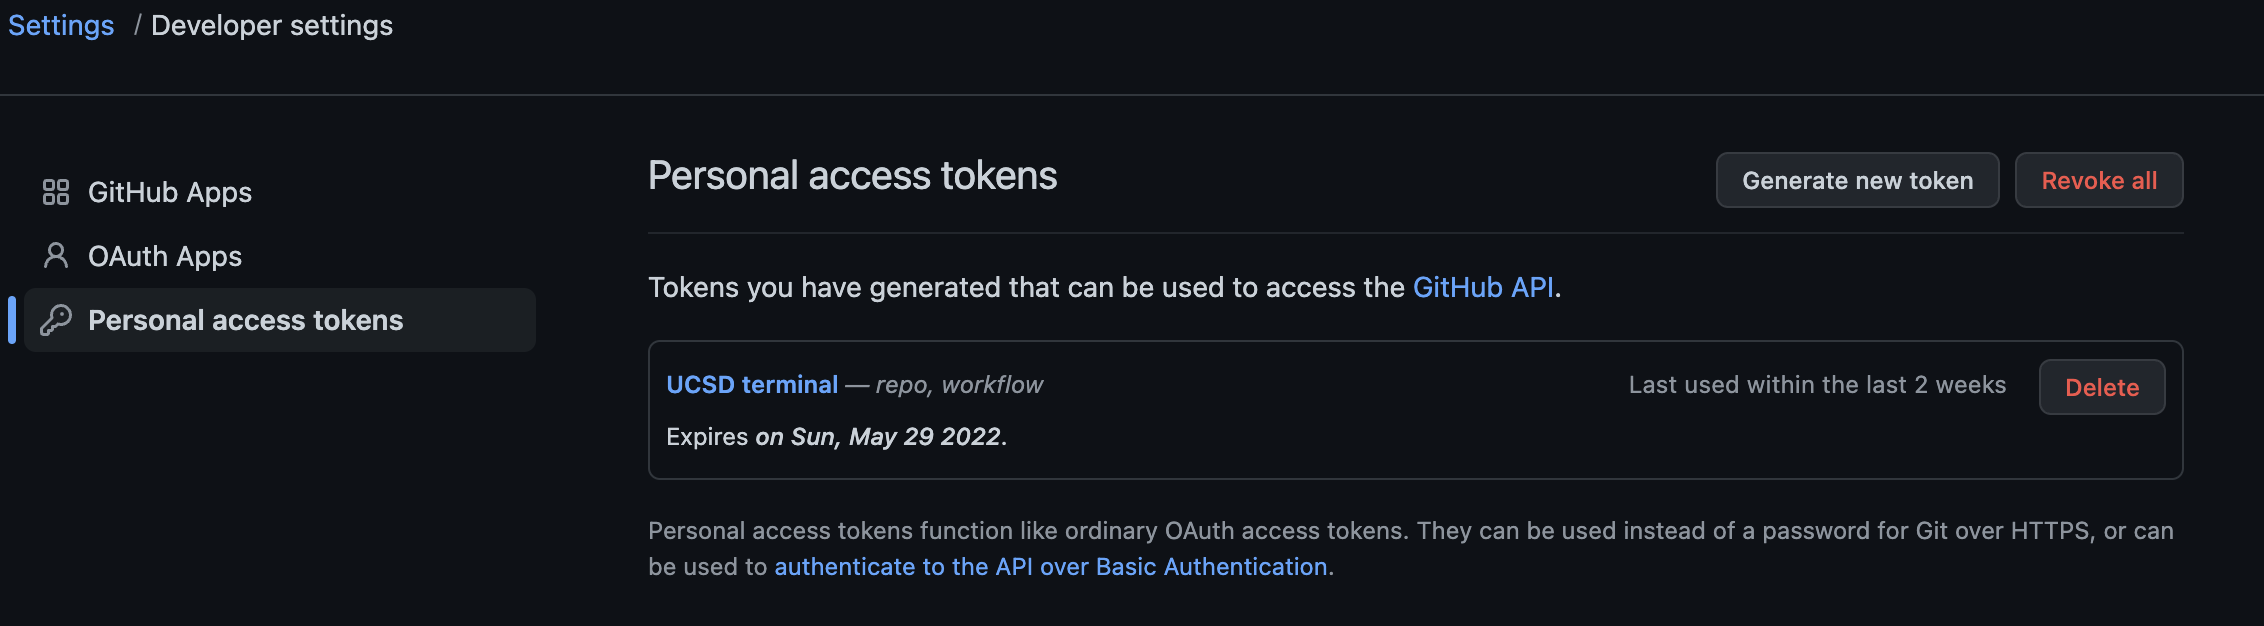 Settings / Developer settings
GitHub Apps
OAuth Apps
Personal access tokens
Personal access tokens
Generate new token
Revoke all
Tokens you have generated that can be used to access the GitHub API.
UCSD terminal — repo, workflow
Last used within the last 2 weeks
Delete
Expires on Sun, May 29 2022.
Personal access tokens function like ordinary OAuth access tokens. They can be used instead of a password for Git over HTTPS, or can
be used to authenticate to the API over Basic Authentication.